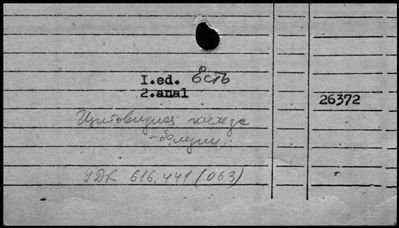 I.ed. Есть
2.anal
26372
Щитовидная железа
-болезни
УДК 616.441(063)